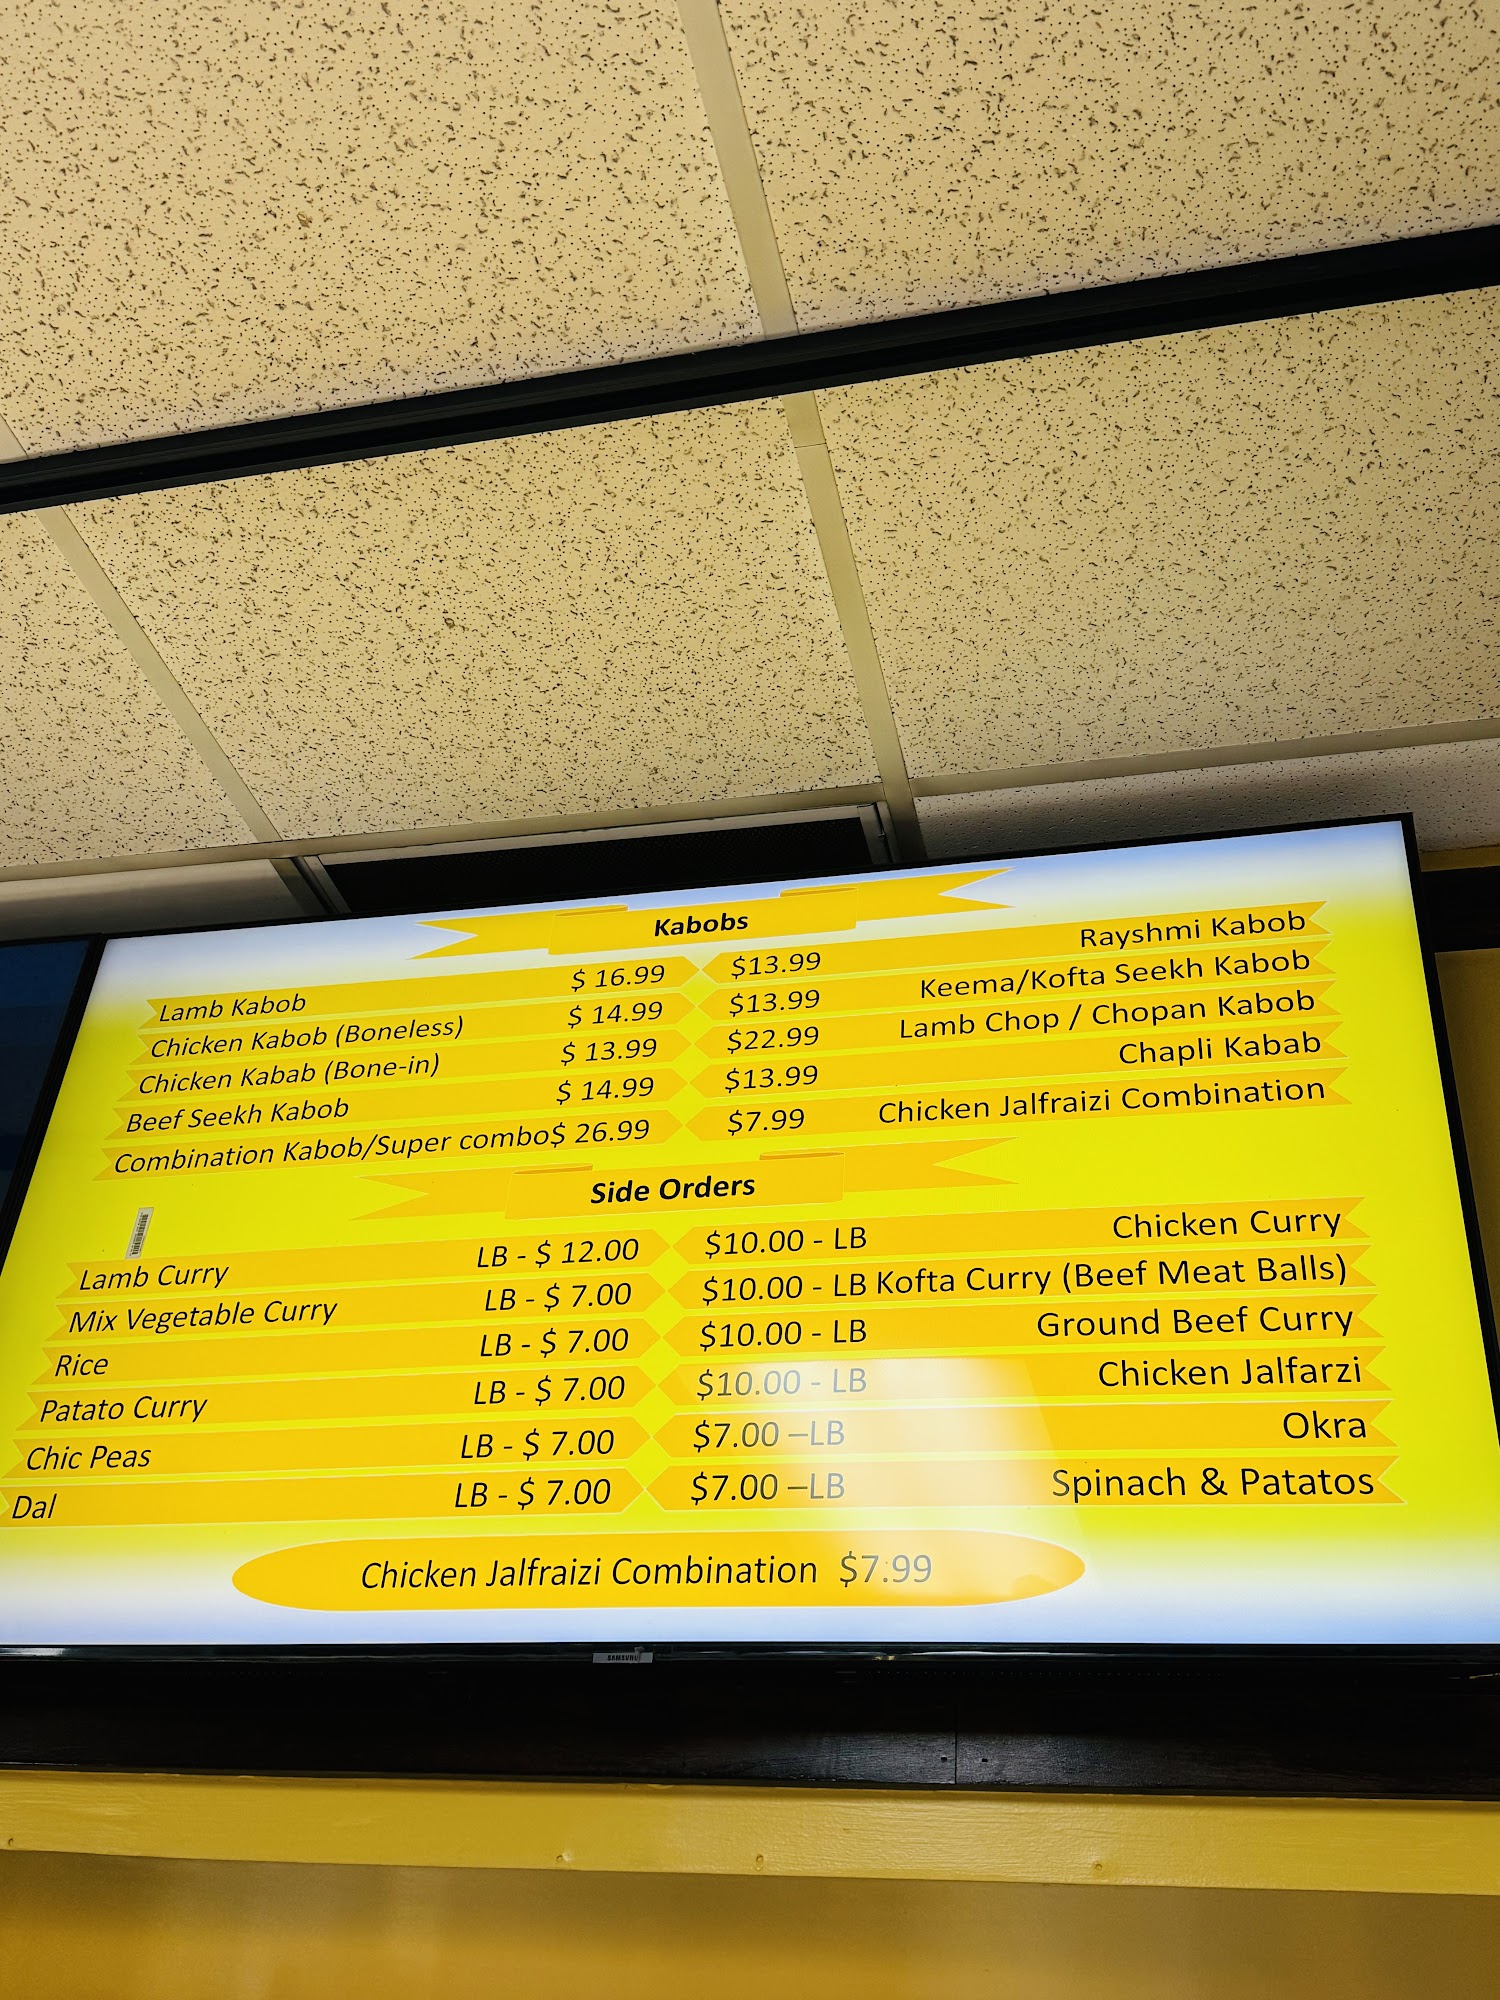 Kabobs
Lamb Kabob $ 16.99
Chicken Kabob (Boneless) $ 14.99
Chicken Kabab (Bone-in) $ 13.99
Beef Seekh Kabob $ 14.99
Combination Kabob/Super combo$ 26.99
$13.99 Rayshmi Kabob
$13.99 Keema/Kofta Seekh Kabob
$22.99 Lamb Chop / Chopan Kabob
$13.99 Chapli Kabab
$7.99 Chicken Jalfraizi Combination
Side Orders
Lamb Curry LB - $ 12.00
Mix Vegetable Curry LB - $ 7.00
Rice LB - $ 7.00
Patato Curry LB - $ 7.00
Chic Peas LB - $ 7.00
Dal LB - $ 7.00
$10.00 - LB Chicken Curry
$10.00 - LB Kofta Curry (Beef Meat Balls)
$10.00 - LB Ground Beef Curry
$10.00 - LB Chicken Jalfarzi
$7.00 –LB Okra
$7.00 –LB Spinach & Patatos
Chicken Jalfraizi Combination $7.99
SAMSUNG